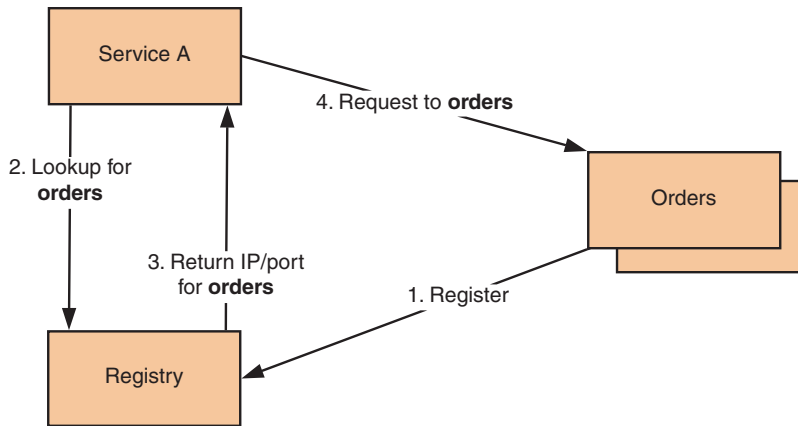 Service A
4. Request to orders
2. Lookup for
orders
Orders
3. Return IP/port
for orders
1. Register
Registry